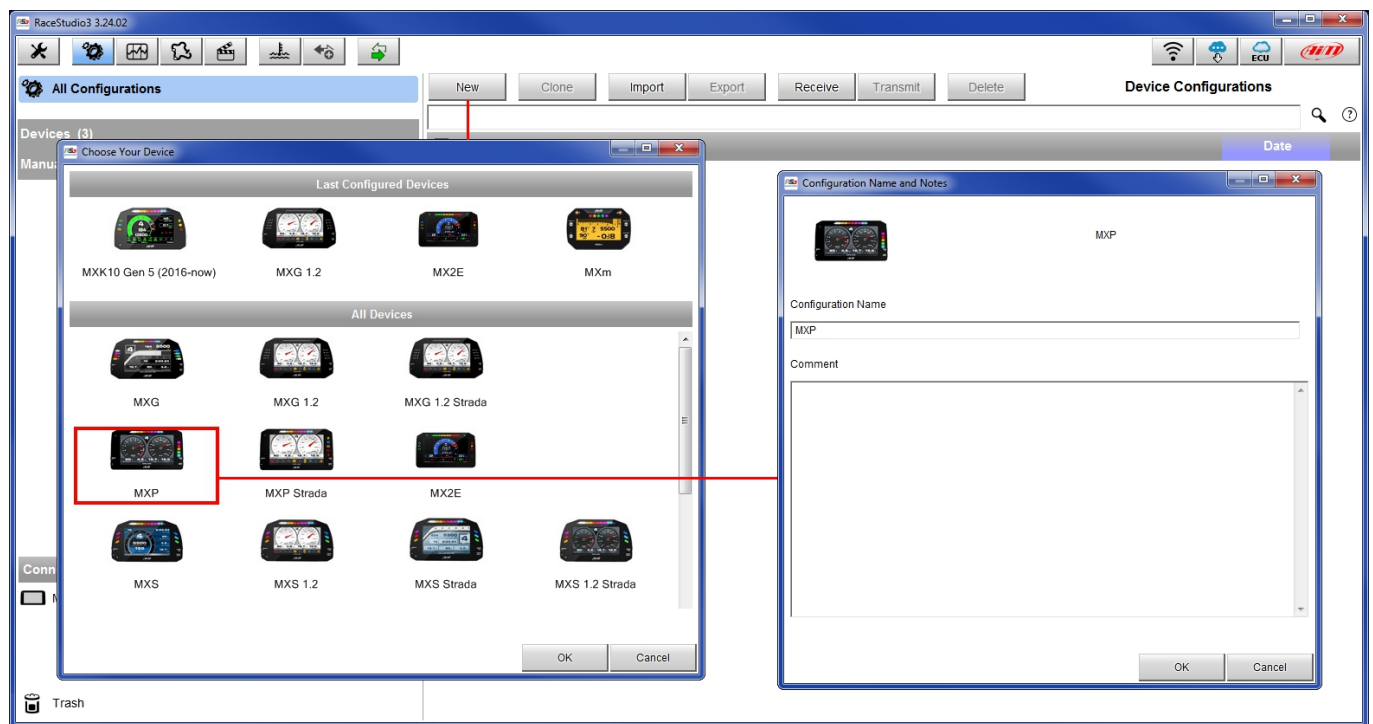 RaceStudio3 3.24.02
ECU
AiM
All Configurations
New Clone Import Export Receive Transmit Delete Device Configurations
Devices (3)
Date
Choose Your Device
Last Configured Devices
MXK10 Gen 5 (2016-now) MXG 1.2 MX2E MXm
All Devices
MXG MXG 1.2 MXG 1.2 Strada
MXP MXP Strada MX2E
MXS MXS 1.2 MXS Strada MXS 1.2 Strada
OK Cancel
Configuration Name and Notes
MXP
Configuration Name
MXP
Comment
OK Cancel
Trash